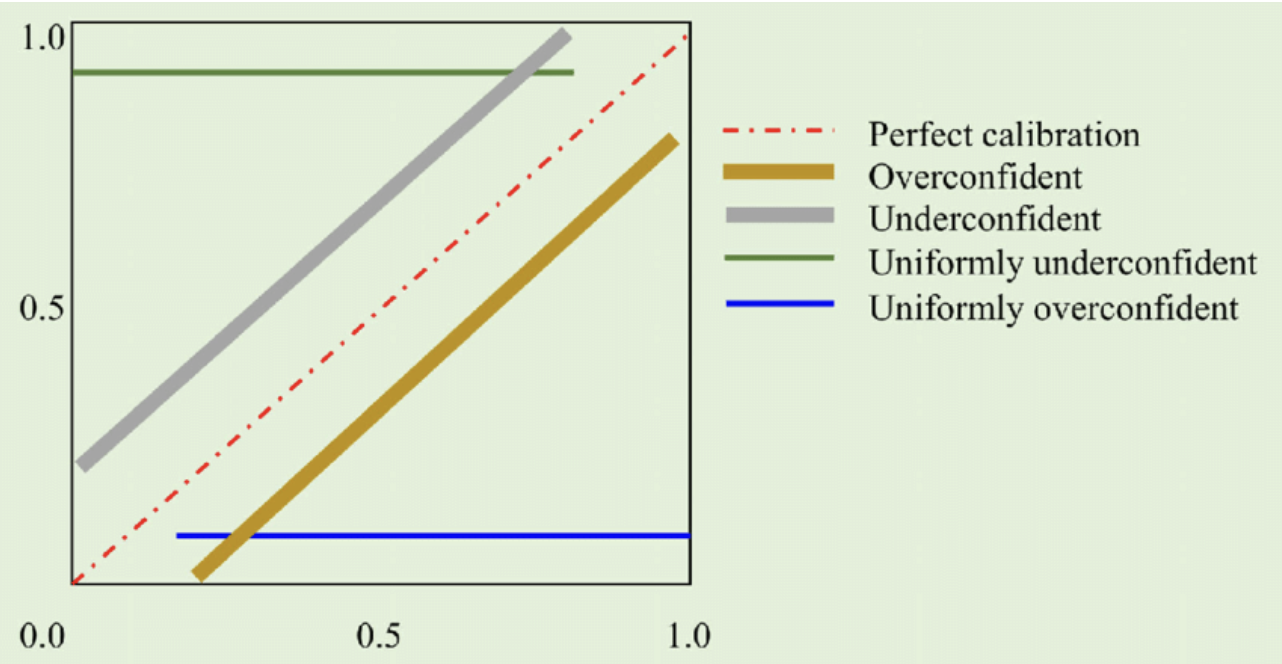 1.0
0.5
0.0
0.5
1.0
Perfect calibration
Overconfident
Underconfident
Uniformly underconfident
Uniformly overconfident